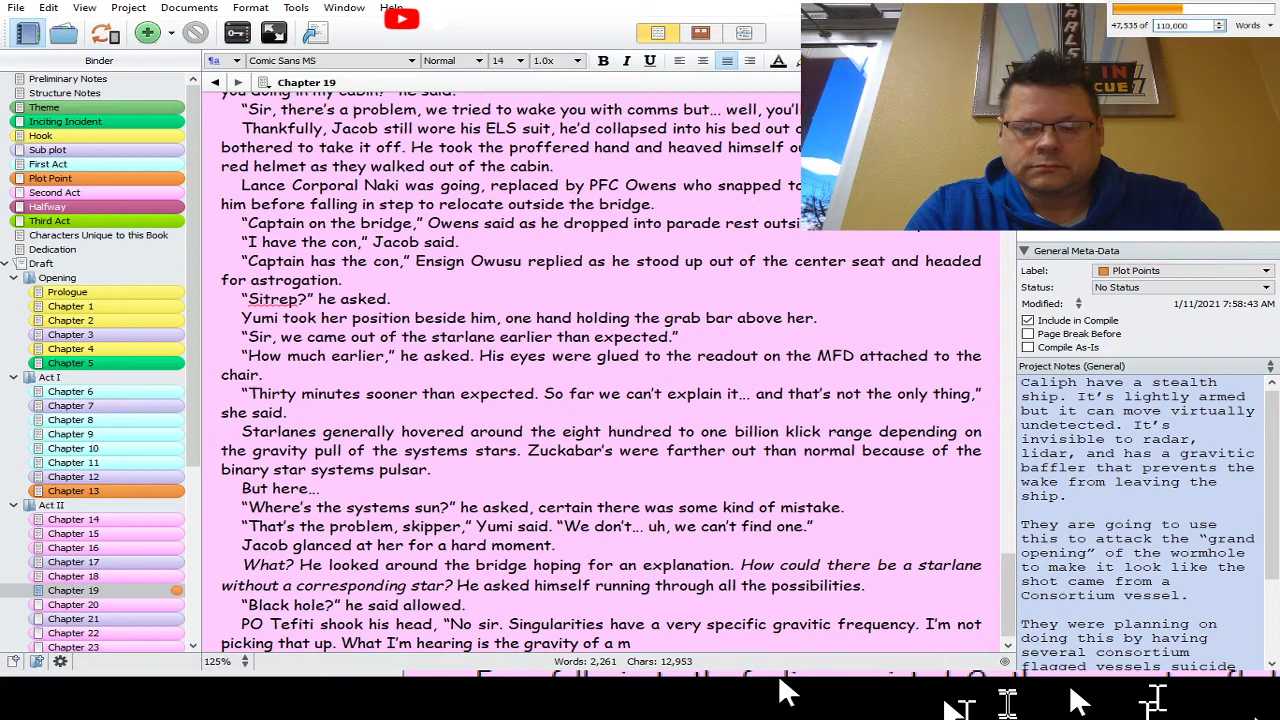 File Edit View Project Documents Format Tools Window Help
47,535 of 110,000 Words
Binder
¶a Comic Sans MS Normal 14 1.0x B I U A
Preliminary Notes
Structure Notes
Theme
Inciting Incident
Hook
Sub plot
First Act
Plot Point
Second Act
Halfway
Third Act
Characters Unique to this Book
Dedication
Draft
Opening
Prologue
Chapter 1
Chapter 2
Chapter 3
Chapter 4
Chapter 5
Act I
Chapter 6
Chapter 7
Chapter 8
Chapter 9
Chapter 10
Chapter 11
Chapter 12
Chapter 13
Act II
Chapter 14
Chapter 15
Chapter 16
Chapter 17
Chapter 18
Chapter 19
Chapter 20
Chapter 21
Chapter 22
Chapter 23
Chapter 19
“Sir, there’s a problem, we tried to wake you with comms but... well, you’ll
Thankfully, Jacob still wore his ELS suit, he’d collapsed into his bed out
bothered to take it off. He took the proffered hand and heaved himself
red helmet as they walked out of the cabin.
Lance Corporal Naki was going, replaced by PFC Owens who snapped to
him before falling in step to relocate outside the bridge.
“Captain on the bridge,” Owens said as he dropped into parade rest
“I have the con,” Jacob said.
“Captain has the con,” Ensign Owusu replied as he stood up out of the center seat and headed
for astrogation.
“Sitrep?” he asked.
Yumi took her position beside him, one hand holding the grab bar above her.
“Sir, we came out of the starlane earlier than expected.”
“How much earlier,” he asked. His eyes were glued to the readout on the MFD attached to the
chair.
“Thirty minutes sooner than expected. So far we can’t explain it... and that’s not the only thing,”
she said.
Starlanes generally hovered around the eight hundred to one billion klick range depending on
the gravity pull of the systems stars. Zuckabar’s were farther out than normal because of the
binary star systems pulsar.
But here...
“Where’s the systems sun?” he asked, certain there was some kind of mistake.
“That’s the problem, skipper,” Yumi said. “We don’t... uh, we can’t find one.”
Jacob glanced at her for a hard moment.
What? He looked around the bridge hoping for an explanation. How could there be a starlane
without a corresponding star? He asked himself running through all the possibilities.
“Black hole?” he said allowed.
PO Tefiti shook his head, “No sir. Singularities have a very specific gravitic frequency. I’m not
picking that up. What I’m hearing is the gravity of a m
125% Words: 2,261 Chars: 12,953
General Meta-Data
Label: Plot Points
Status: No Status
Modified: 1/11/2021 7:58:43 AM
Include in Compile
Page Break Before
Compile As-Is
Project Notes (General)
Caliph have a stealth
ship. It’s lightly armed
but it can move virtually
undetected. It’s
invisible to radar,
lidar, and has a gravitic
baffler that prevents the
wake from leaving the
ship.
They are going to use
this to attack the “grand
opening” of the wormhole
to make it look like the
shot came from a
Consortium vessel.
They were planning on
doing this by having
several consortium
flagged vessels suicide